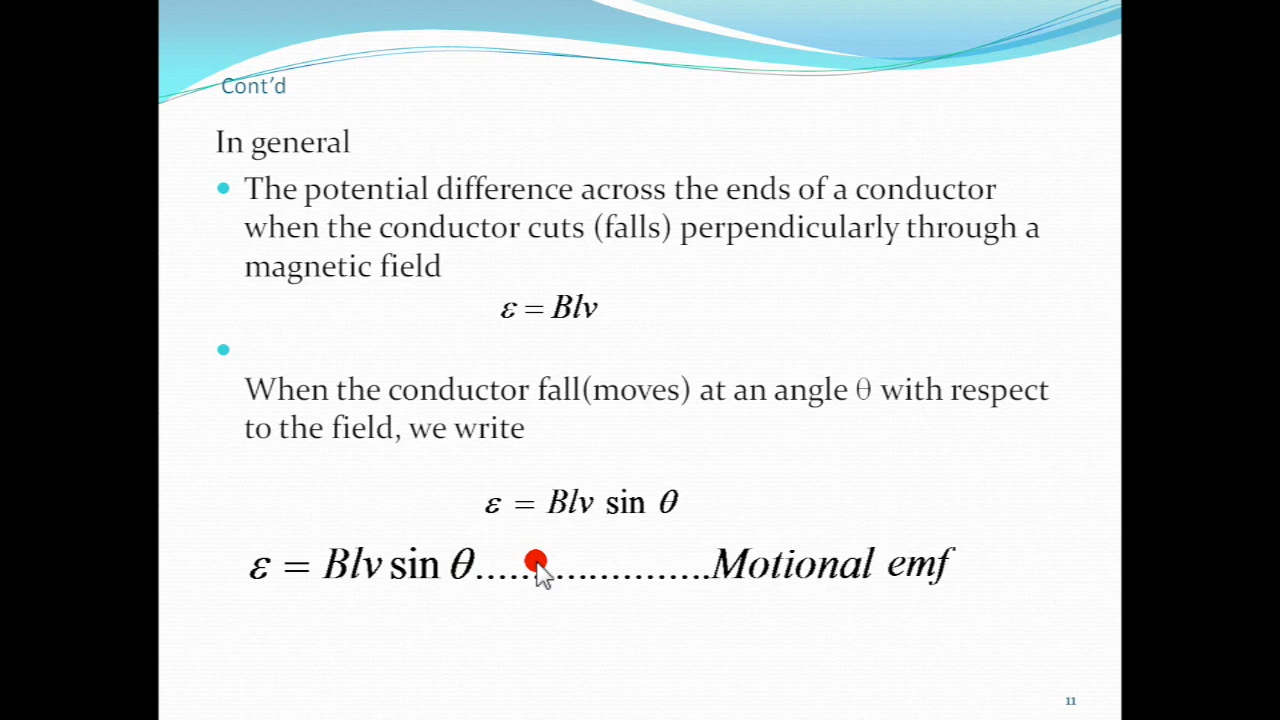 Cont’d
In general
The potential difference across the ends of a conductor
when the conductor cuts (falls) perpendicularly through a
magnetic field
ε = Blv
When the conductor fall(moves) at an angle θ with respect
to the field, we write
ε = Blv sin θ
ε = Blv sin θ.....................Motional emf
11